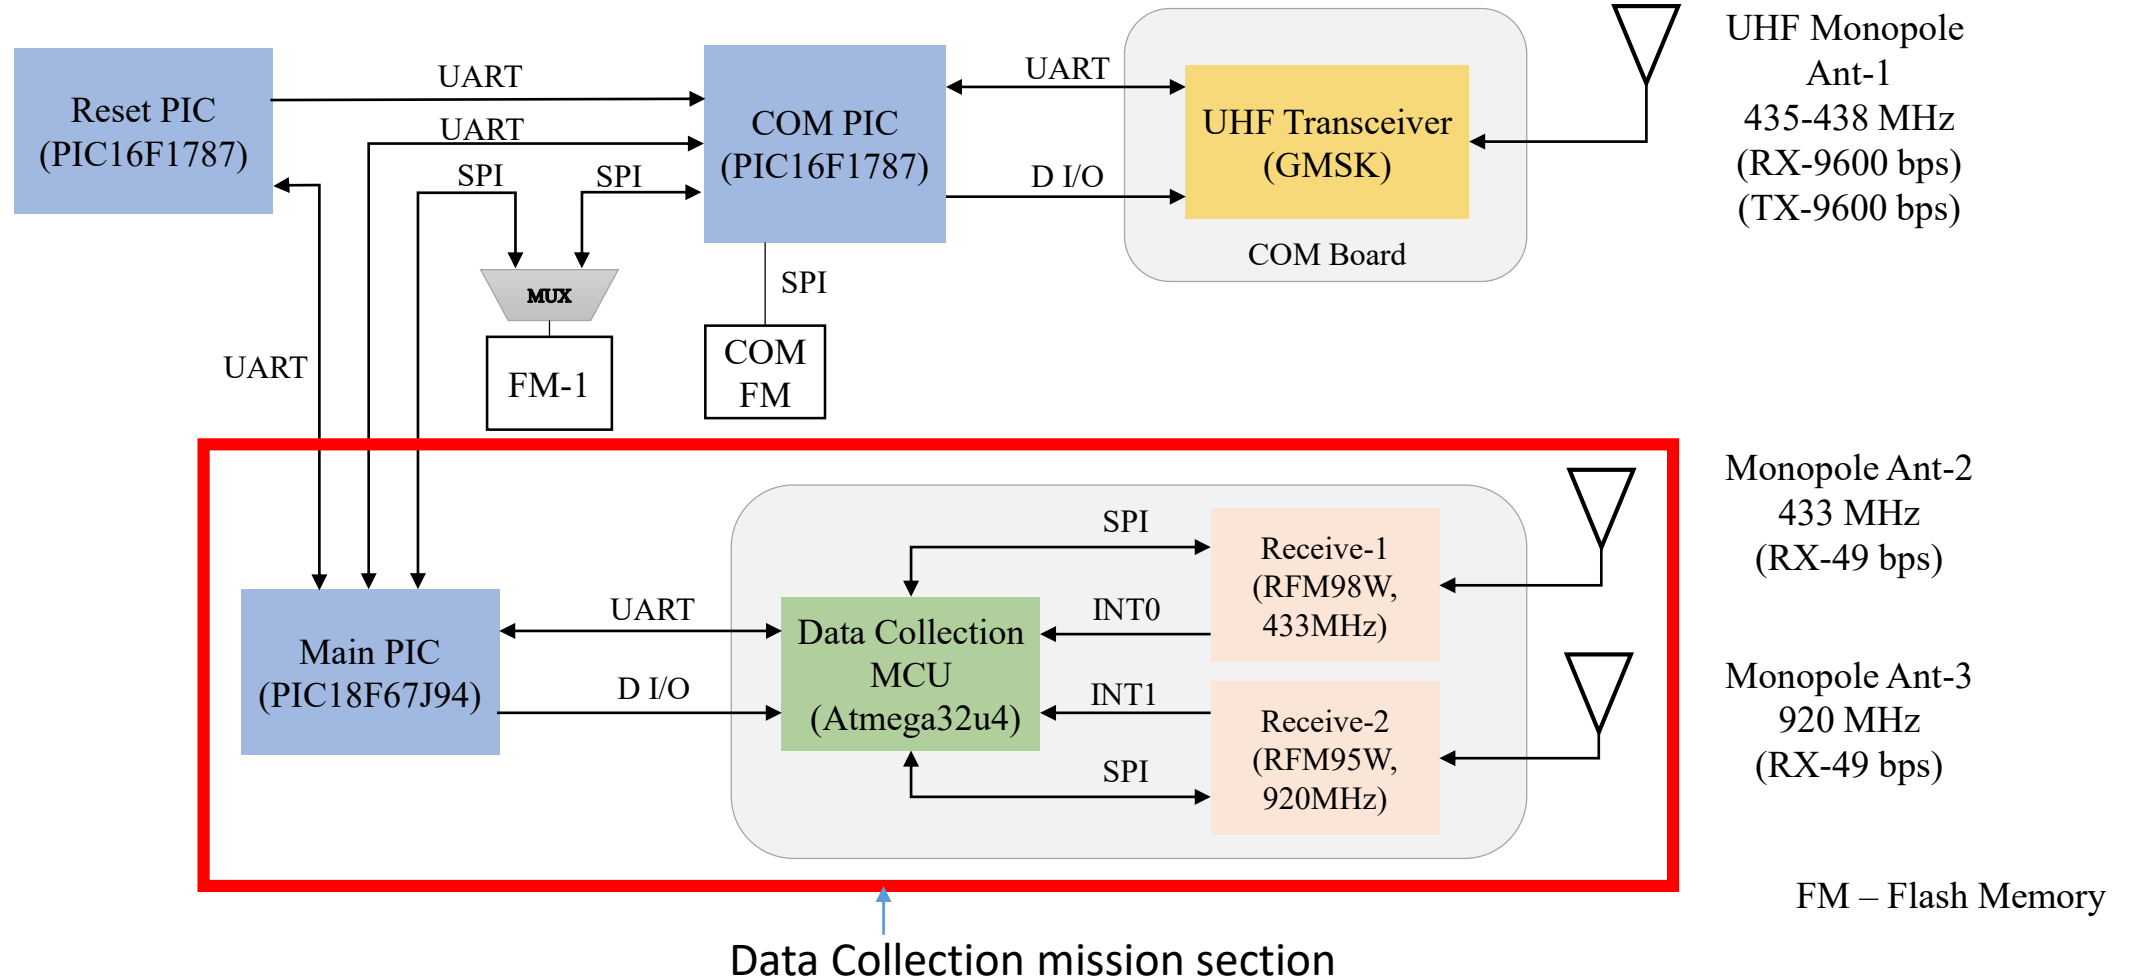 Reset PIC
(PIC16F1787)
UART
UART
SPI
SPI
COM PIC
(PIC16F1787)
UART
D I/O
UHF Transceiver
(GMSK)
COM Board
UHF Monopole
Ant-1
435-438 MHz
(RX-9600 bps)
(TX-9600 bps)
MUX
FM-1
SPI
COM
FM
UART
Main PIC
(PIC18F67J94)
UART
D I/O
Data Collection
MCU
(Atmega32u4)
SPI
INT0
INT1
SPI
Receive-1
(RFM98W,
433MHz)
Receive-2
(RFM95W,
920MHz)
Monopole Ant-2
433 MHz
(RX-49 bps)
Monopole Ant-3
920 MHz
(RX-49 bps)
FM – Flash Memory
Data Collection mission section